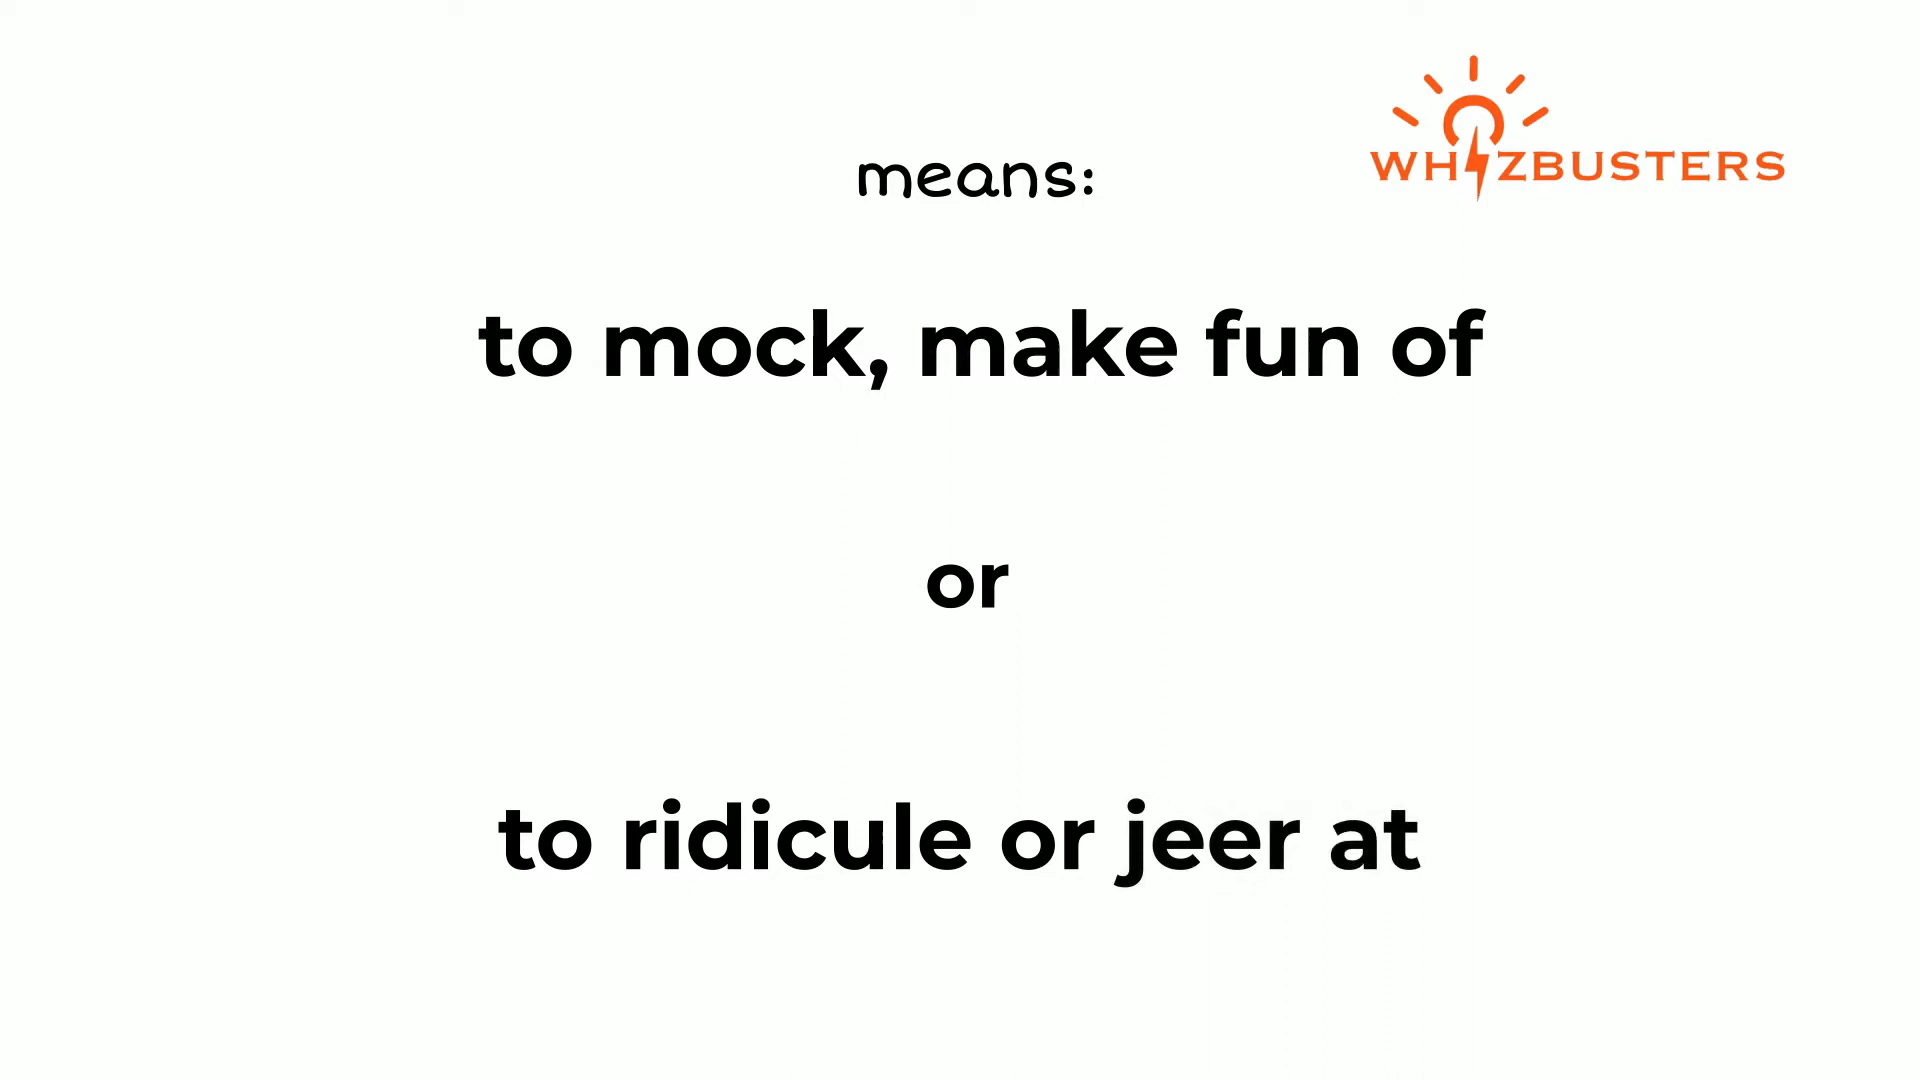 WHIZBUSTERS
means:
to mock, make fun of
or
to ridicule or jeer at